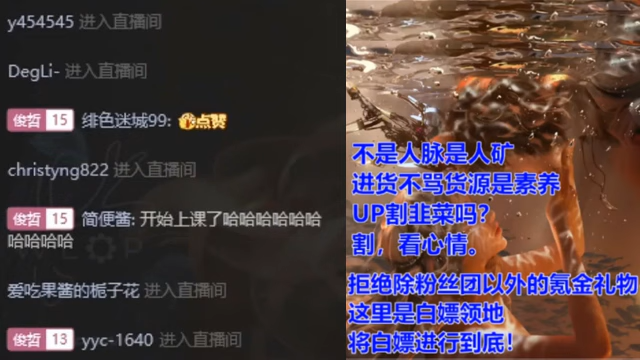 y454545 进入直播间
DegLi- 进入直播间
俊哲 15 绯色迷城99: 点赞
christyng822 进入直播间
俊哲 15 简便酱: 开始上课了哈哈哈哈哈哈
哈哈哈哈
爱吃果酱的栀子花 进入直播间
俊哲 13 yyc-1640 进入直播间
不是人脉是人矿
进货不骂货源是素养
UP割韭菜吗?
割，看心情。
拒绝除粉丝团以外的氪金礼物
这里是白嫖领地
将白嫖进行到底!